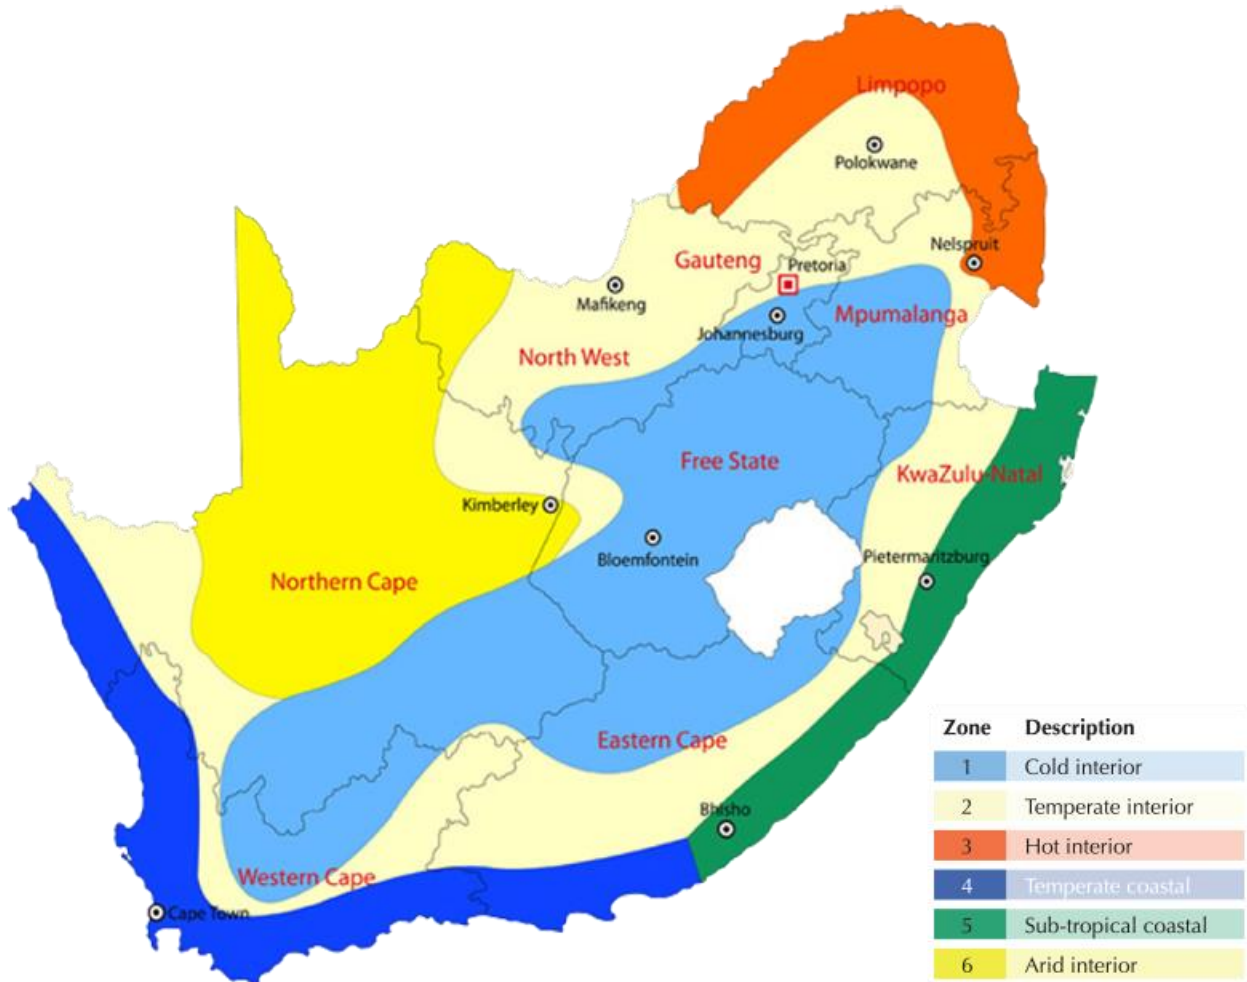 Limpopo
Polokwane
Nelspruit
Gauteng
Pretoria
Mafikeng
Mpumalanga
Johannesburg
North West
Free State
KwaZulu-Natal
Kimberley
Bloemfontein
Pietermaritzburg
Northern Cape
Eastern Cape
Bhisho
Western Cape
Cape Town
Zone Description
1 Cold interior
2 Temperate interior
3 Hot interior
4 Temperate coastal
5 Sub-tropical coastal
6 Arid interior